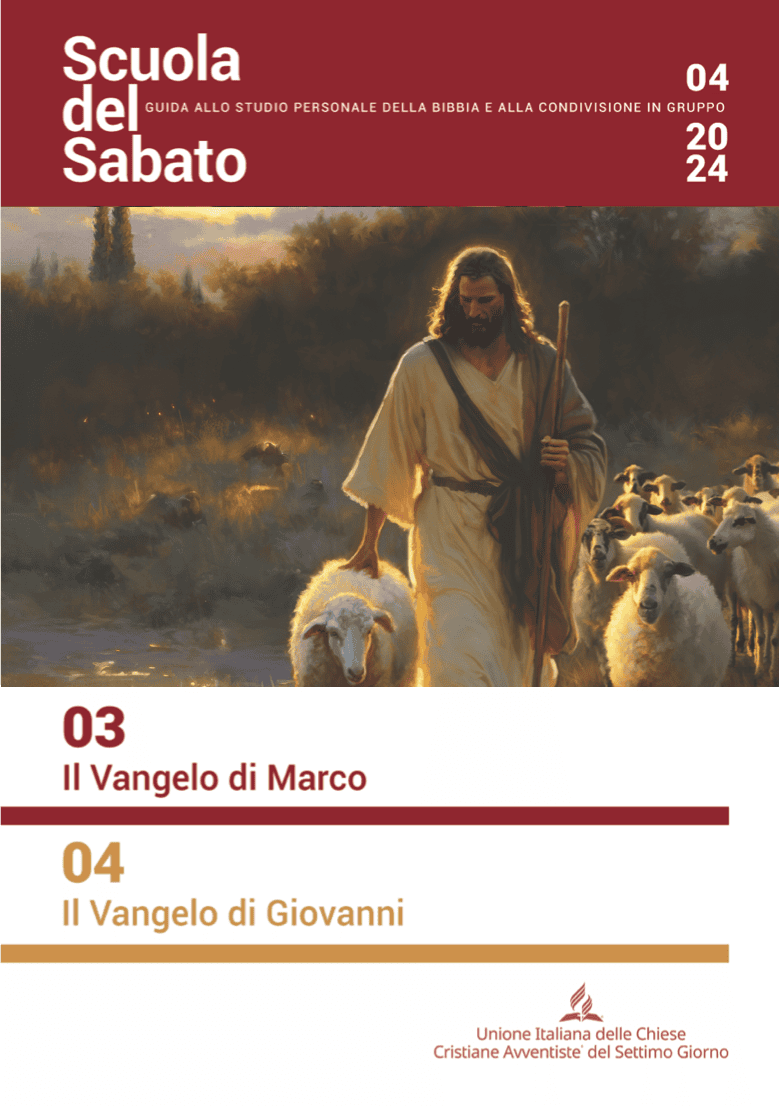 Scuola
del
Sabato
GUIDA ALLO STUDIO PERSONALE DELLA BIBBIA E ALLA CONDIVISIONE IN GRUPPO
04
20
24
03
Il Vangelo di Marco
04
Il Vangelo di Giovanni
Unione Italiana delle Chiese
Cristiane Avventiste® del Settimo Giorno